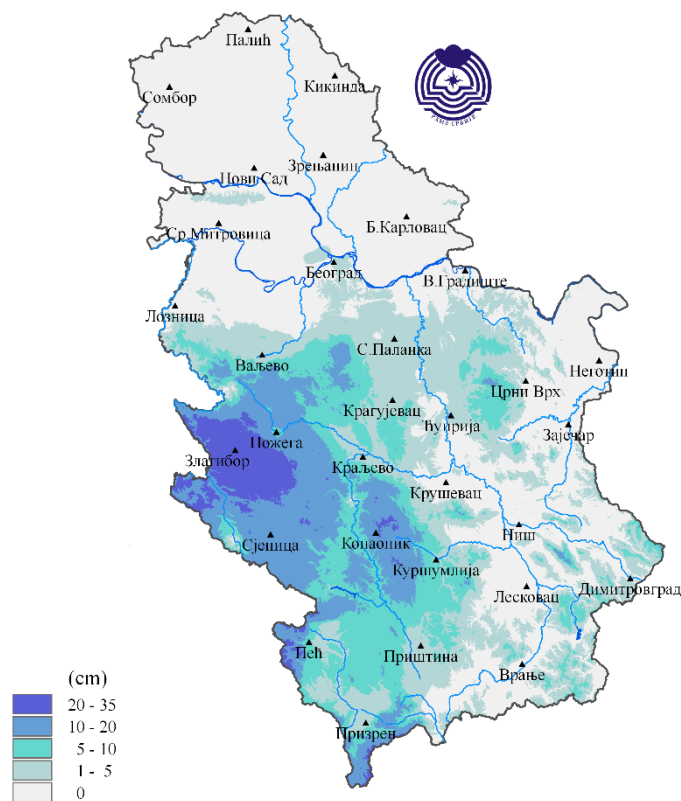 Палић
Кикинда
Сомбор
Зрењанин
Нови Сад
Б.Карловац
Ср.Митровица
Београд
В.Градиште
Лозница
С.Паланка
Ваљево
Неготин
Црни Врх
Крагујевац
Ћуприја
Зајечар
Пожега
Златибор
Краљево
Крушевац
Ниш
Сјеница
Копаоник
Куршумлија
Димитровград
Лесковац
Пећ
Приштина
Врање
(cm)
20 - 35
10 - 20
Призрен
5 - 10
1 - 5
0